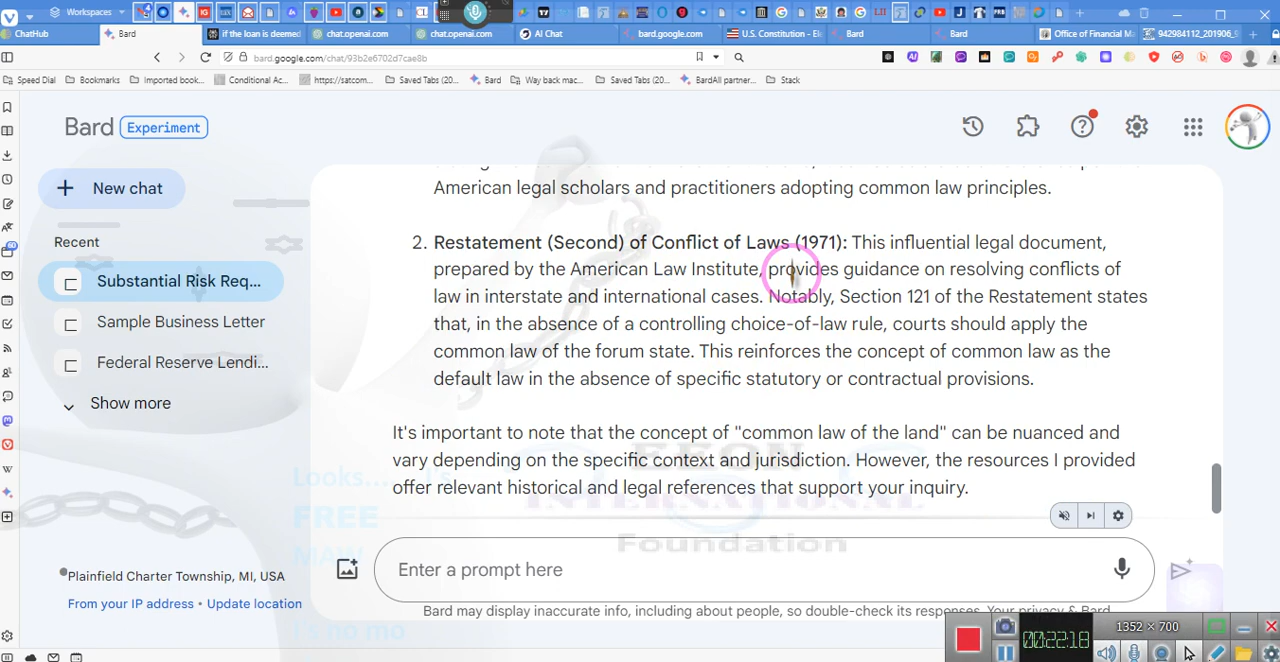 Workspaces
ChatHub
Bard
if the loan is deemed
chat.openai.com
chat.openai.com
AI Chat
bard.google.com
U.S. Constitution - El
Bard
Bard
Office of Financial M
942984112_201906_
bard.google.com/chat/93b2e6702d7cae8b
Speed Dial
Bookmarks
Imported book...
Conditional Ac...
https://satcom...
Saved Tabs (20...
Bard
Way back mac...
Saved Tabs (20...
BardAll partner...
Stack
Bard Experiment
New chat
Recent
Substantial Risk Req...
Sample Business Letter
Federal Reserve Lendi...
Show more
American legal scholars and practitioners adopting common law principles.
2. Restatement (Second) of Conflict of Laws (1971): This influential legal document,
prepared by the American Law Institute, provides guidance on resolving conflicts of
law in interstate and international cases. Notably, Section 121 of the Restatement states
that, in the absence of a controlling choice-of-law rule, courts should apply the
common law of the forum state. This reinforces the concept of common law as the
default law in the absence of specific statutory or contractual provisions.
It's important to note that the concept of "common law of the land" can be nuanced and
vary depending on the specific context and jurisdiction. However, the resources I provided
offer relevant historical and legal references that support your inquiry.
Looks....
FREE
INTERNATIONAL
Foundation
Enter a prompt here
Plainfield Charter Township, MI, USA
From your IP address • Update location
I's no mo
Bard may display inaccurate info, including about people, so double-check its responses. Your privacy & Bard
1352 × 700
00:22:18